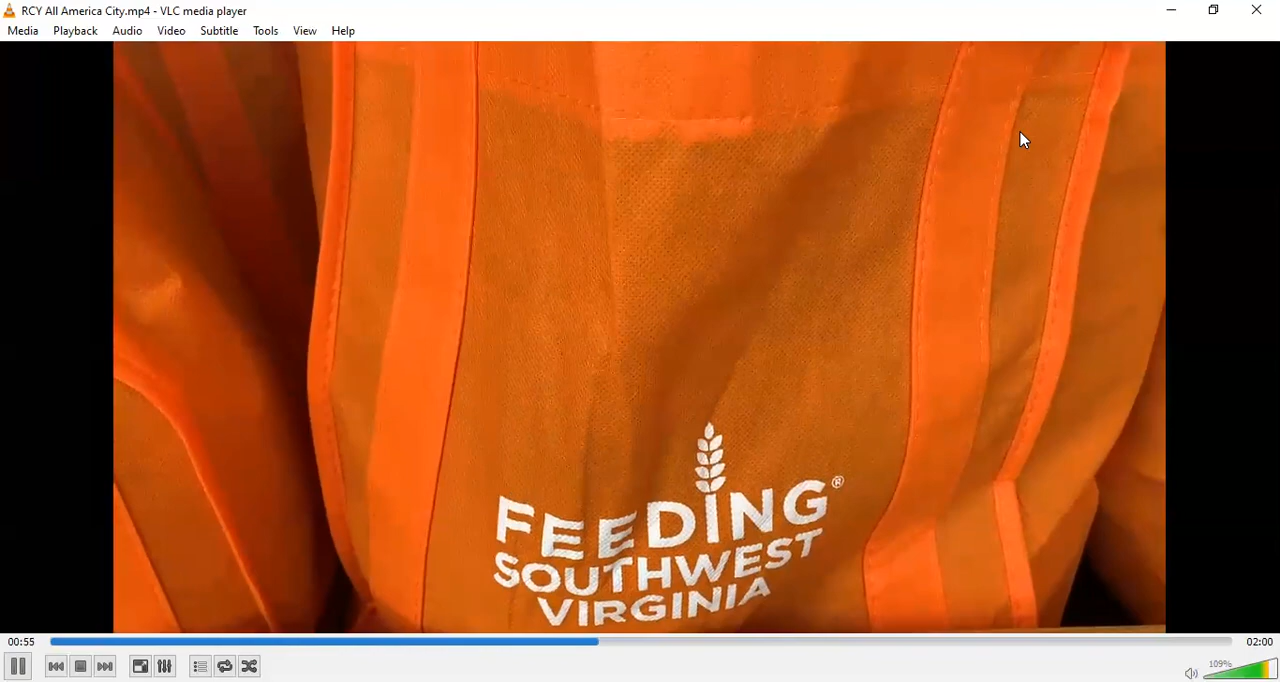 RCY All America City.mp4 - VLC media player
Media Playback Audio Video Subtitle Tools View Help
FEEDING®
SOUTHWEST
VIRGINIA
00:55 02:00
109%